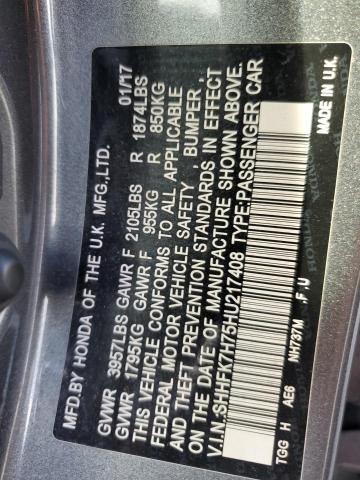 MFD.BY HONDA OF THE U.K. MFG.,LTD. 01/17
GVWR 3957LBS GAWR F 2105LBS R 1874LBS
GVWR 1795KG GAWR F 955KG R 850KG
THIS VEHICLE CONFORMS TO ALL APPLICABLE
FEDERAL MOTOR VEHICLE SAFETY , BUMPER, AND
THEFT PREVENTION STANDARDS IN EFFECT ON THE DATE
OF MANUFACTURE SHOWN ABOVE.
V.I.N.:SHHFK7H75HU217408 TYPE:PASSENGER CAR
NH737M ,F ,U MADE IN U.K.
TGG H AE6